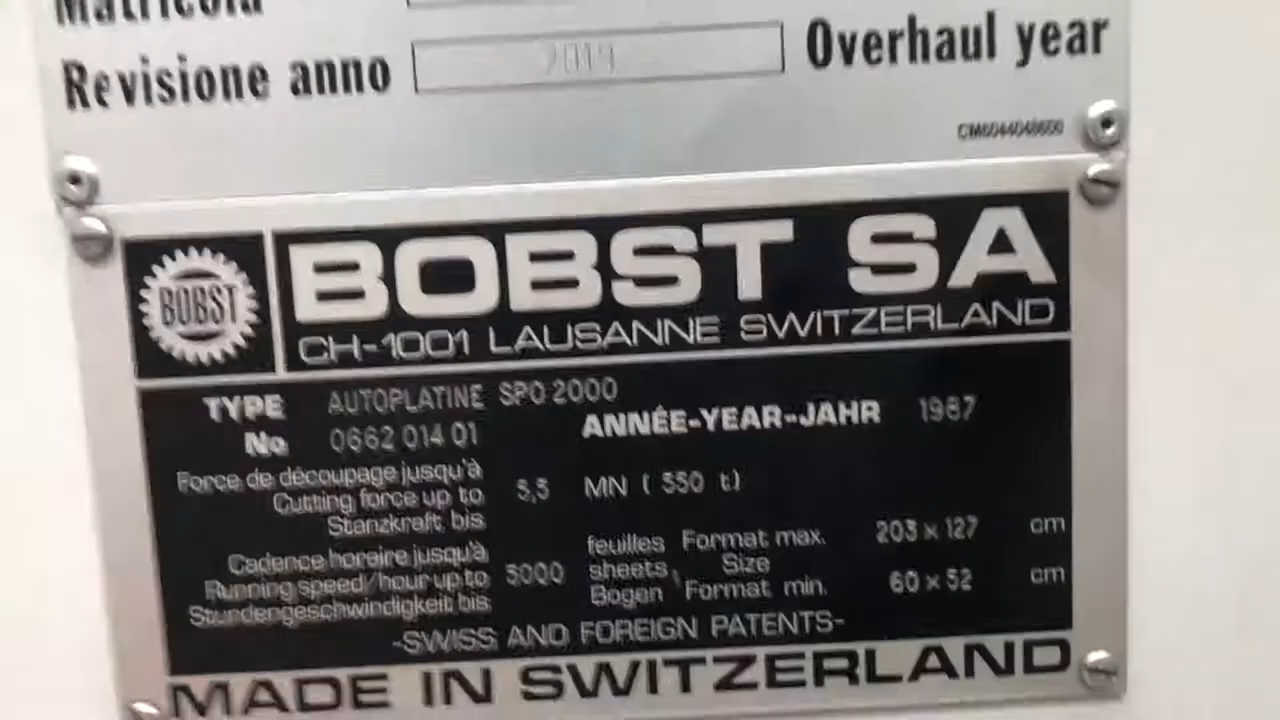 Matricola
Revisione anno 2019 Overhaul year
BOBST
BOBST SA
CH-1001 LAUSANNE SWITZERLAND
TYPE AUTOPLATINE SPO 2000
No 0662 014 01 ANNÉE-YEAR-JAHR 1987
Force de découpage jusqu'à
Cutting force up to 5,5 MN ( 550 t)
Stanzkraft bis
Cadence horaire jusqu'à feuilles Format max. 203 x 127 cm
Running speed/hour up to 5000 sheets Size
Stundengeschwindigkeit bis Bogen Format min. 60 x 52 cm
-SWISS AND FOREIGN PATENTS-
MADE IN SWITZERLAND